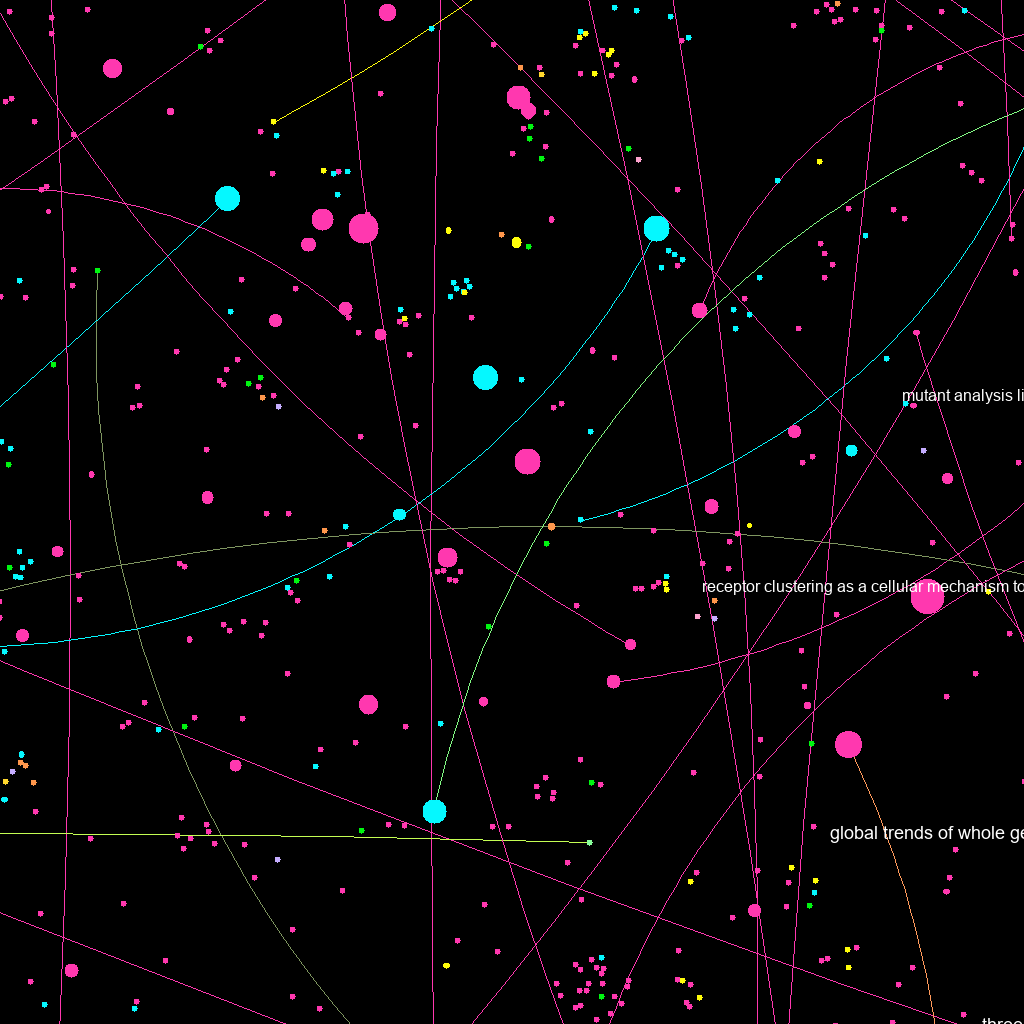 mutant analysis li
receptor clustering as a cellular mechanism to
global trends of whole ge
three